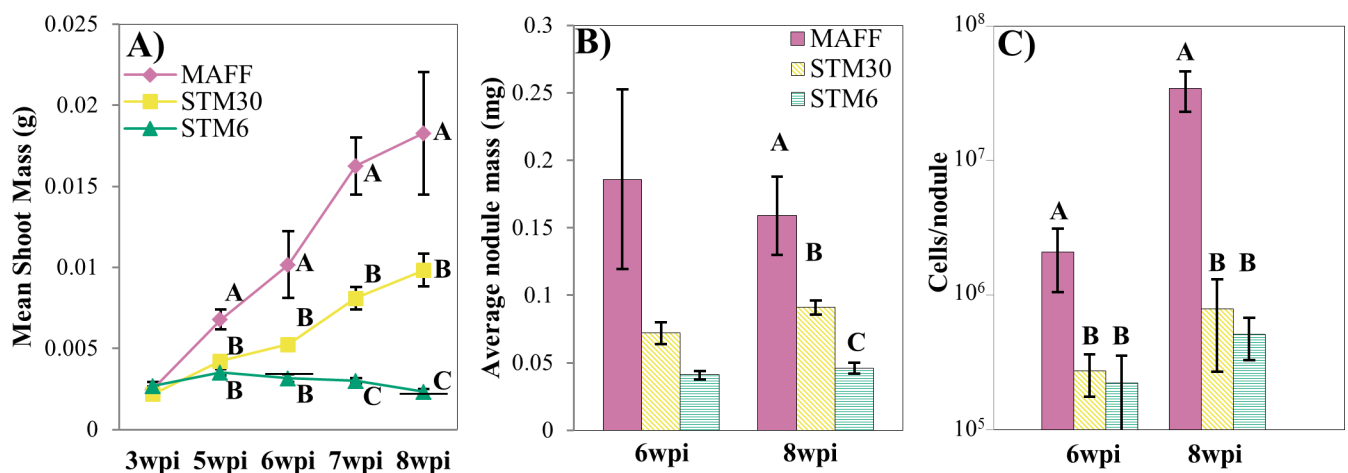 A)
Mean Shoot Mass (g)
0.025
0.02
0.015
0.01
0.005
0
MAFF
STM30
STM6
A
A
A
A
B
B
B
B
B
B
C
C
3wpi 5wpi 6wpi 7wpi 8wpi
B)
Average nodule mass (mg)
0.3
0.25
0.2
0.15
0.1
0.05
0
MAFF
STM30
STM6
A
B
C
6wpi 8wpi
C)
Cells/nodule
10⁸
10⁷
10⁶
10⁵
A
B B
A
B B
6wpi 8wpi